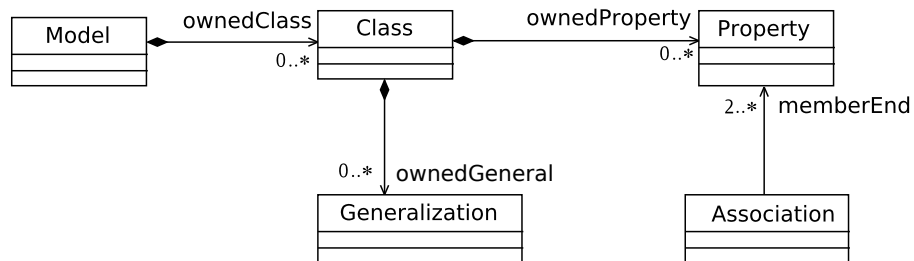 Model
ownedClass
0..*
Class
ownedProperty
0..*
Property
2..*
memberEnd
0..*
ownedGeneral
Generalization
Association